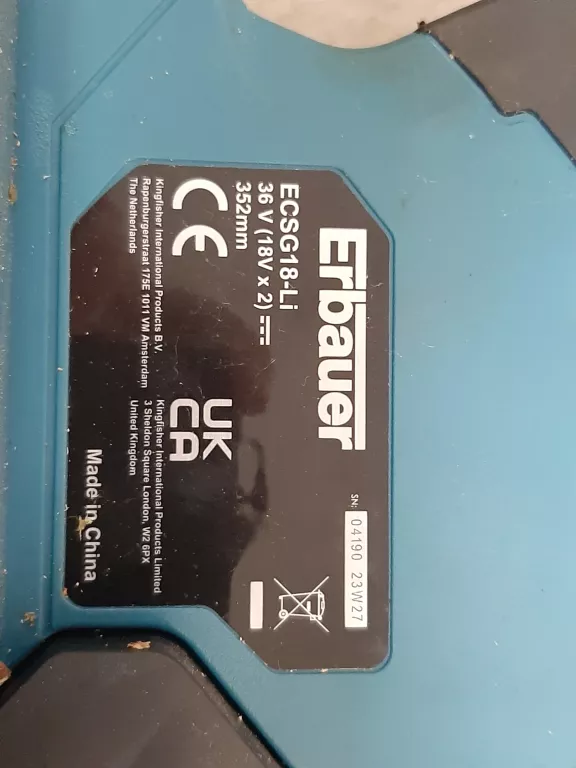 Erbauer
ECSG18-Li
36 V (18V x 2)
352mm
CE
Kingfisher International Products B.V.
Rapenburgerstraat 175E 1011 VM Amsterdam
The Netherlands
UK
CA
Kingfisher International Products Limited
3 Sheldon Square London, W2 6PX
United Kingdom
Made in China
SN: 04190 23W27